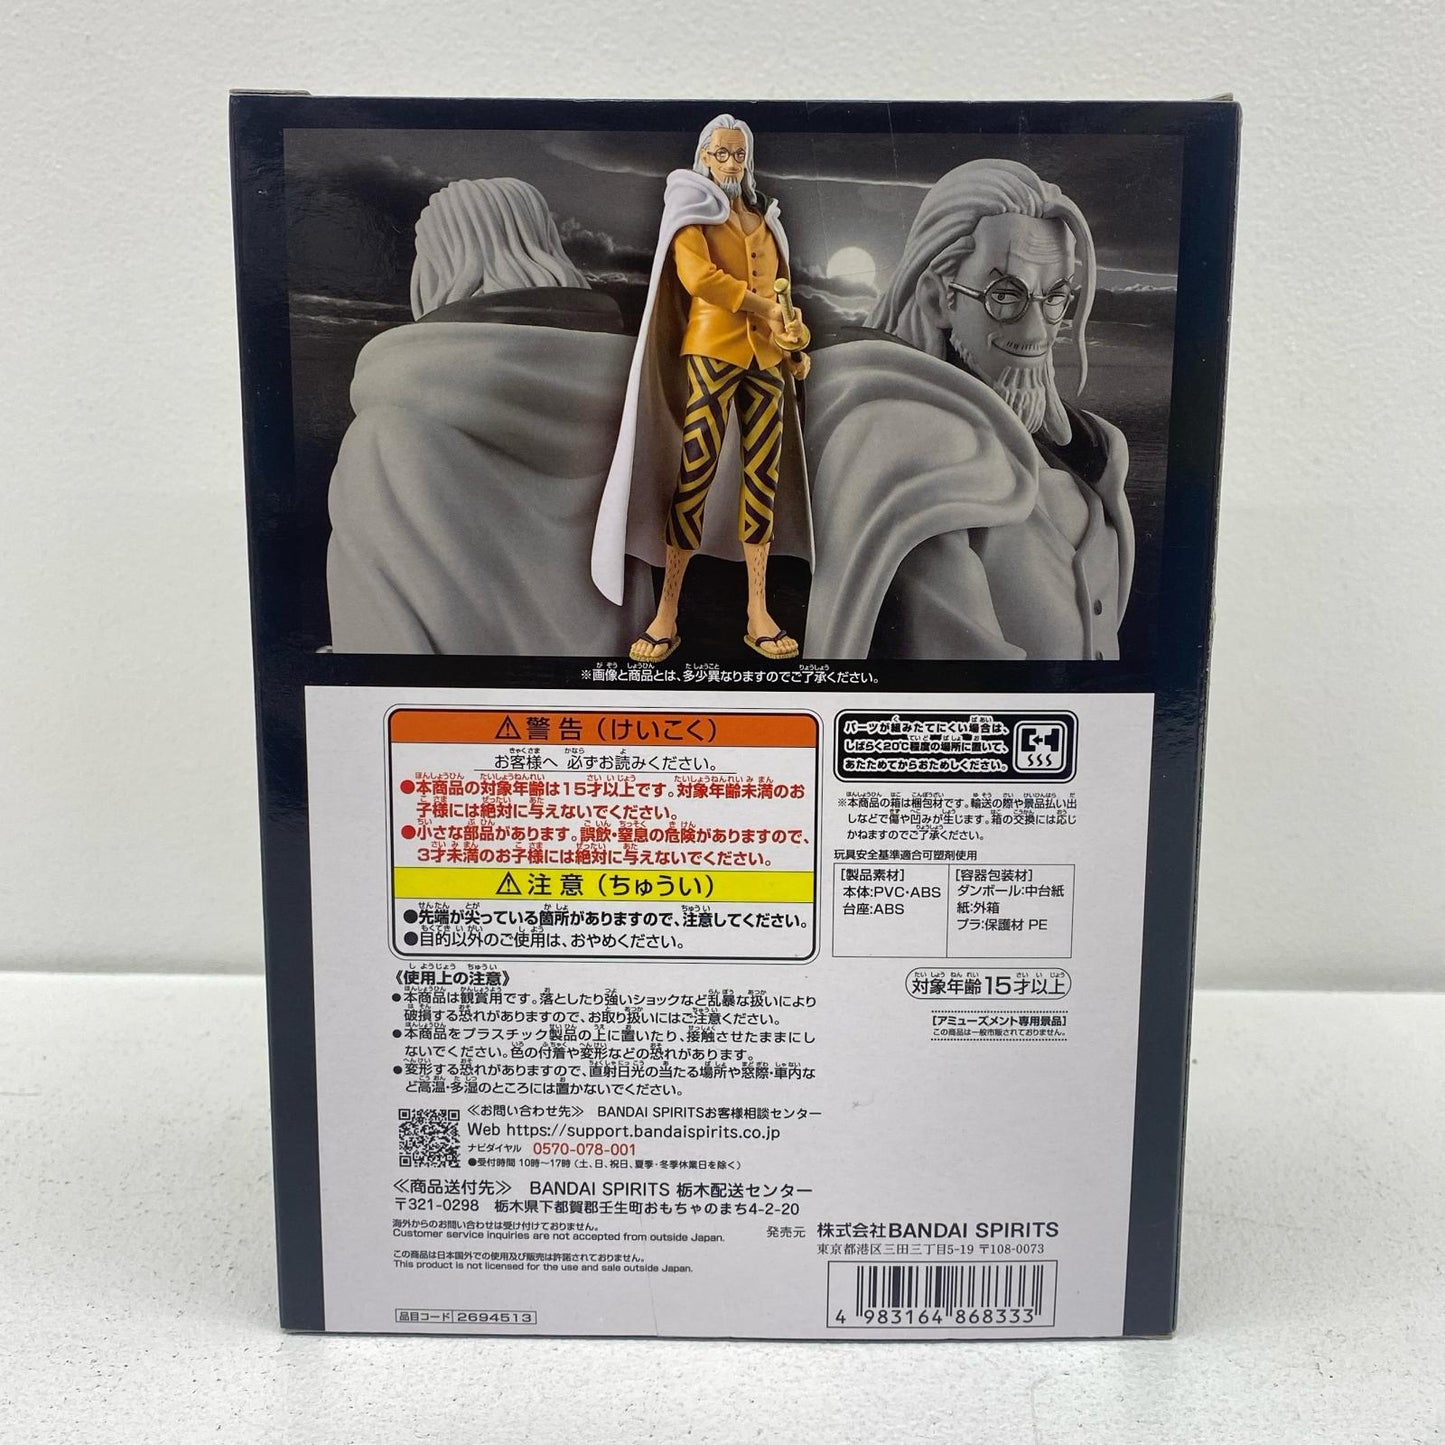 ※画像と商品とは、多少異なりますのでご了承ください。
⚠警告（けいこく）
お客様へ 必ずお読みください。
●本商品の対象年齢は15才以上です。対象年齢未満のお
子様には絶対に与えないでください。
●小さな部品があります。誤飲・窒息の危険がありますので、
3才未満のお子様には絶対に与えないでください。
⚠注意（ちゅうい）
●先端が尖っている箇所がありますので、注意してください。
●目的以外のご使用は、おやめください。
《使用上の注意》
●本商品は観賞用です。落としたり強いショックなど乱暴な扱いにより
破損する恐れがありますので、お取り扱いにはご注意ください。
●本商品をプラスチック製品の上に置いたり、接触させたままにし
ないでください。色の付着や変形などの恐れがあります。
●変形する恐れがありますので、直射日光の当たる場所や窓際・車内な
ど高温・多湿のところには置かないでください。
≪お問い合わせ先≫ BANDAI SPIRITSお客様相談センター
Web https://support.bandaispirits.co.jp
ナビダイヤル 0570-078-001
●受付時間 10時〜17時（土、日、祝日、夏季・冬季休業日を除く）
≪商品送付先≫ BANDAI SPIRITS 栃木配送センター
〒321-0298 栃木県下都賀郡壬生町おもちゃのまち4-2-20
海外からのお問い合わせは受け付けておりません。
Customer service inquiries are not accepted from outside Japan.
この商品は日本国外での使用及び販売は許諾されておりません。
This product is not licensed for the use and sale outside Japan.
品目コード 2694513
パーツが組みたてにくい場合は、
しばらく20℃程度の場所に置いて、
あたためてからおためしください。
※本商品の箱は梱包材です。輸送の際や景品払い出
しなどで傷や凹みが生じます。箱の交換には応じ
かねますのでご了承ください。
玩具安全基準適合可塑剤使用
[製品素材]
本体:PVC・ABS
台座:ABS
[容器包装材]
ダンボール:中台紙
紙:外箱
プラ:保護材 PE
対象年齢15才以上
[アミューズメント専用景品]
この商品は一般市販されておりません。
発売元 株式会社BANDAI SPIRITS
東京都港区三田三丁目5-19 〒108-0073
4 983164 868333